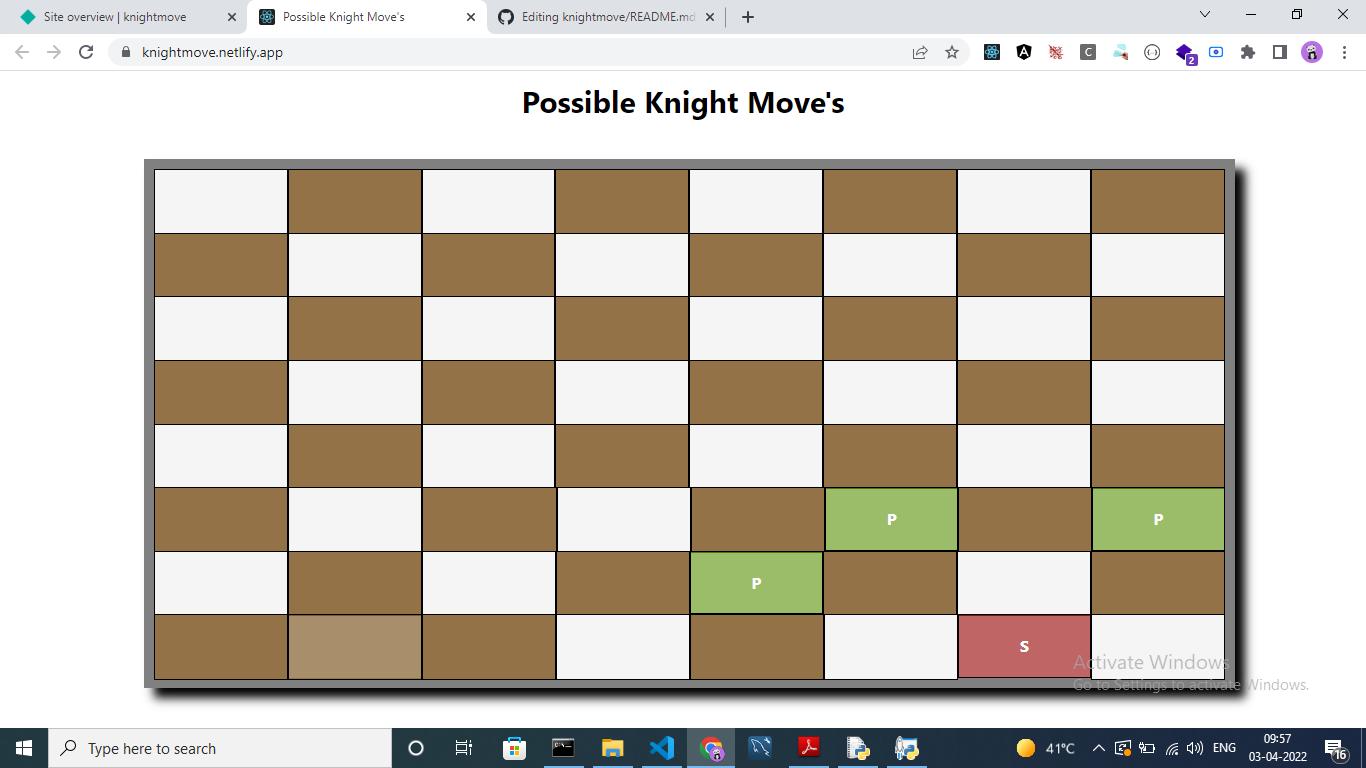 Site overview | knightmove
Possible Knight Move's
Editing knightmove/README.md
knightmove.netlify.app
2
Possible Knight Move's
P
P
P
S
Activate Windows
Go to Settings to activate Windows.
Type here to search
41°C
ENG
09:57
03-04-2022
16